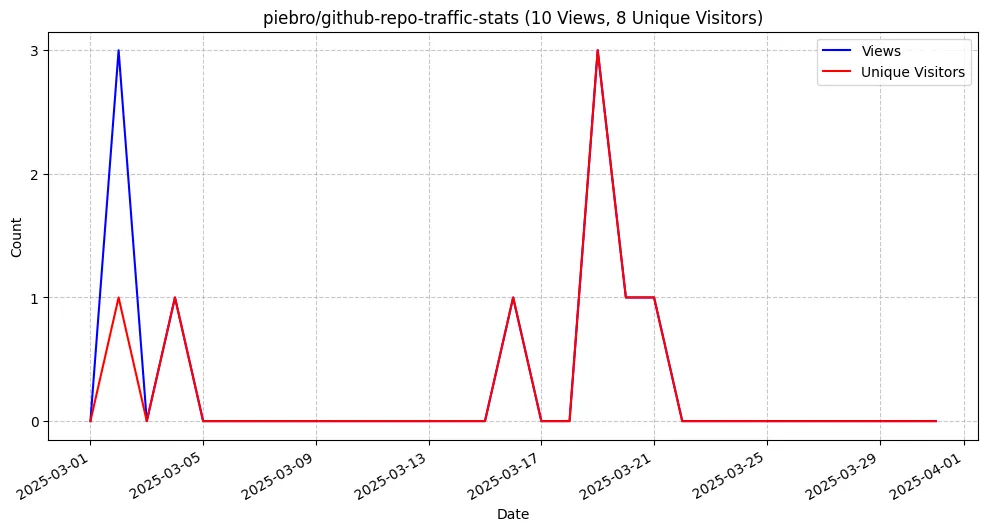 piebro/github-repo-traffic-stats (10 Views, 8 Unique Visitors)
Views
Unique Visitors
3
2
1
0
Count
2025-03-01
2025-03-05
2025-03-09
2025-03-13
2025-03-17
2025-03-21
2025-03-25
2025-03-29
2025-04-01
Date